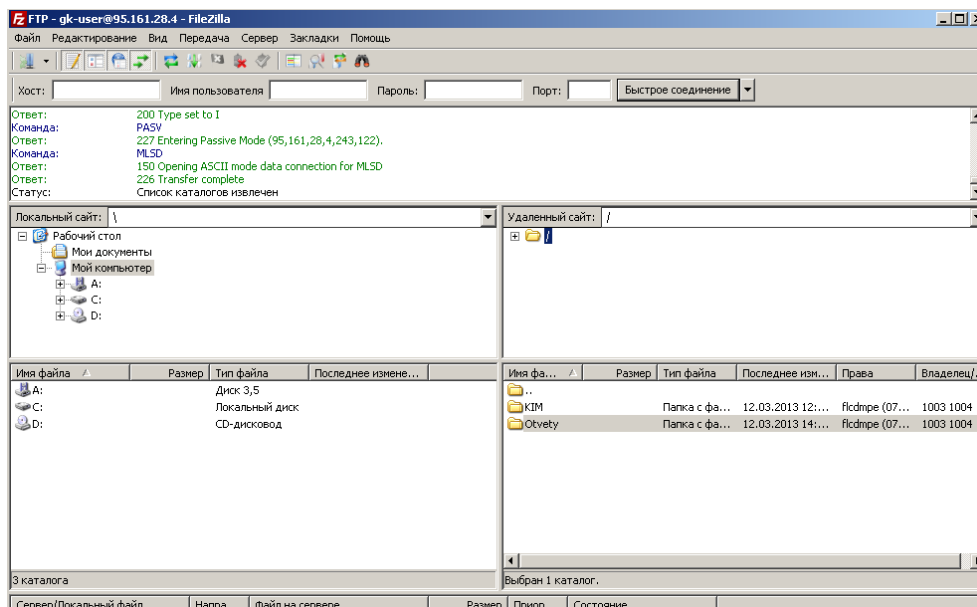 FTP - gk-user@95.161.28.4 - FileZilla
Файл Редактирование Вид Передача Сервер Закладки Помощь
Хост: Имя пользователя Пароль: Порт: Быстрое соединение
Ответ: 200 Type set to I
Команда: PASV
Ответ: 227 Entering Passive Mode (95,161,28,4,243,122).
Команда: MLSD
Ответ: 150 Opening ASCII mode data connection for MLSD
Ответ: 226 Transfer complete
Статус: Список каталогов извлечен
Локальный сайт: \
Рабочий стол
Мои документы
Мой компьютер
A:
C:
D:
Удаленный сайт: /
/
Имя файла Размер Тип файла Последнее измене...
A: Диск 3,5
C: Локальный диск
D: CD-дисковод
3 каталога
Имя фа... Размер Тип файла Последнее изм... Права Владелец/...
..
KIM Папка с фа... 12.03.2013 12:... flcdmpe (07... 1003 1004
Otvety Папка с фа... 12.03.2013 14:... flcdmpe (07... 1003 1004
Выбран 1 каталог.
Сервер/Локальный файл Напра... Файл на сервере Размер Приор... Состояние